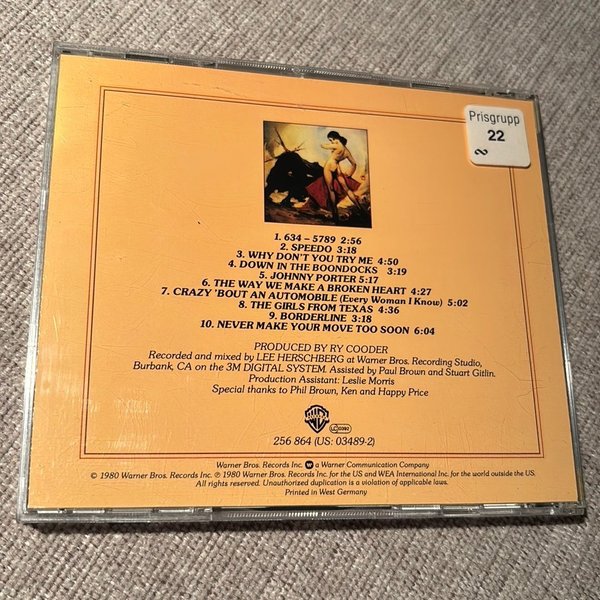 Prisgrupp
22
∞
1. 634 – 5789 2:56
2. SPEEDO 3:18
3. WHY DON'T YOU TRY ME 4:50
4. DOWN IN THE BOONDOCKS 3:19
5. JOHNNY PORTER 5:17
6. THE WAY WE MAKE A BROKEN HEART 4:27
7. CRAZY 'BOUT AN AUTOMOBILE (Every Woman I Know) 5:02
8. THE GIRLS FROM TEXAS 4:36
9. BORDERLINE 3:18
10. NEVER MAKE YOUR MOVE TOO SOON 6:04
PRODUCED BY RY COODER
Recorded and mixed by LEE HERSCHBERG at Warner Bros. Recording Studio,
Burbank, CA on the 3M DIGITAL SYSTEM. Assisted by Paul Brown and Stuart Gitlin.
Production Assistant: Leslie Morris
Special thanks to Phil Brown, Ken and Happy Price
LC 0392
256 864 (US: 03489-2)
Warner Bros. Records Inc. a Warner Communication Company
© 1980 Warner Bros. Records Inc. ℗ 1980 Warner Bros. Records Inc. for the US and WEA International Inc. for the world outside the US.
All rights reserved. Unauthorized duplication is a violation of applicable laws.
Printed in West Germany